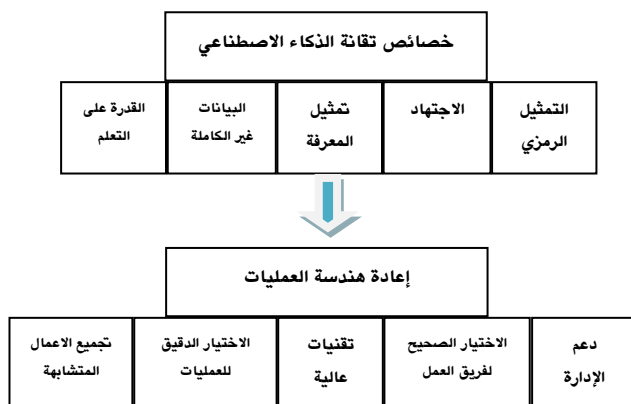 خصائص تقانة الذكاء الاصطناعي
التمثيل
الرمزي
الاجتهاد
تمثيل
المعرفة
البيانات
غير الكاملة
القدرة على
التعلم
إعادة هندسة العمليات
دعم
الإدارة
الاختيار الصحيح
لفريق العمل
تقنيات
عالية
الاختيار الدقيق
للعمليات
تجميع الاعمال
المتشابهة